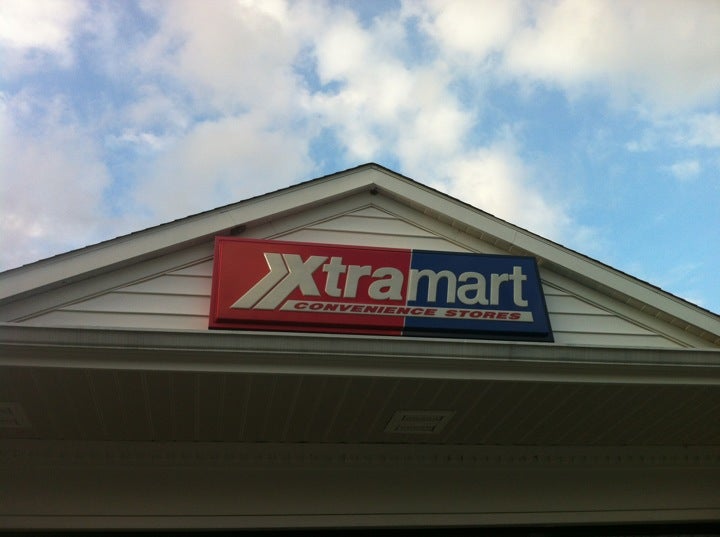 Xtramart
CONVENIENCE STORES